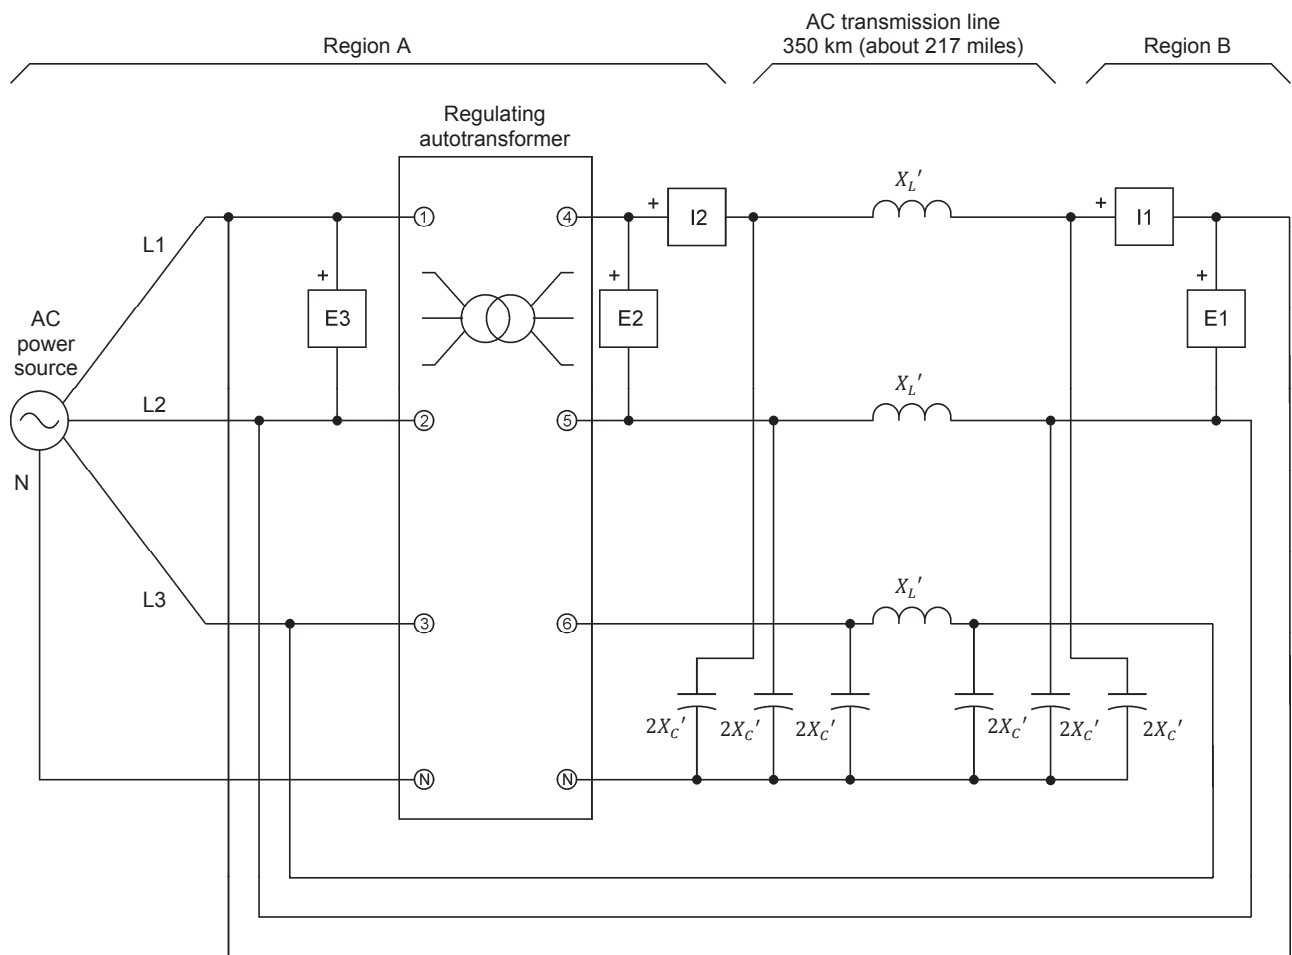 AC transmission line
350 km (about 217 miles)
Region A
Region B
Regulating
autotransformer
X_L′
1
4
+ I2
+ I1
L1
+
+
+
E3
E2
E1
AC
power
source
X_L′
L2
2
5
N
X_L′
L3
3
6
2X_C′ 2X_C′ 2X_C′ 2X_C′ 2X_C′ 2X_C′
N
N